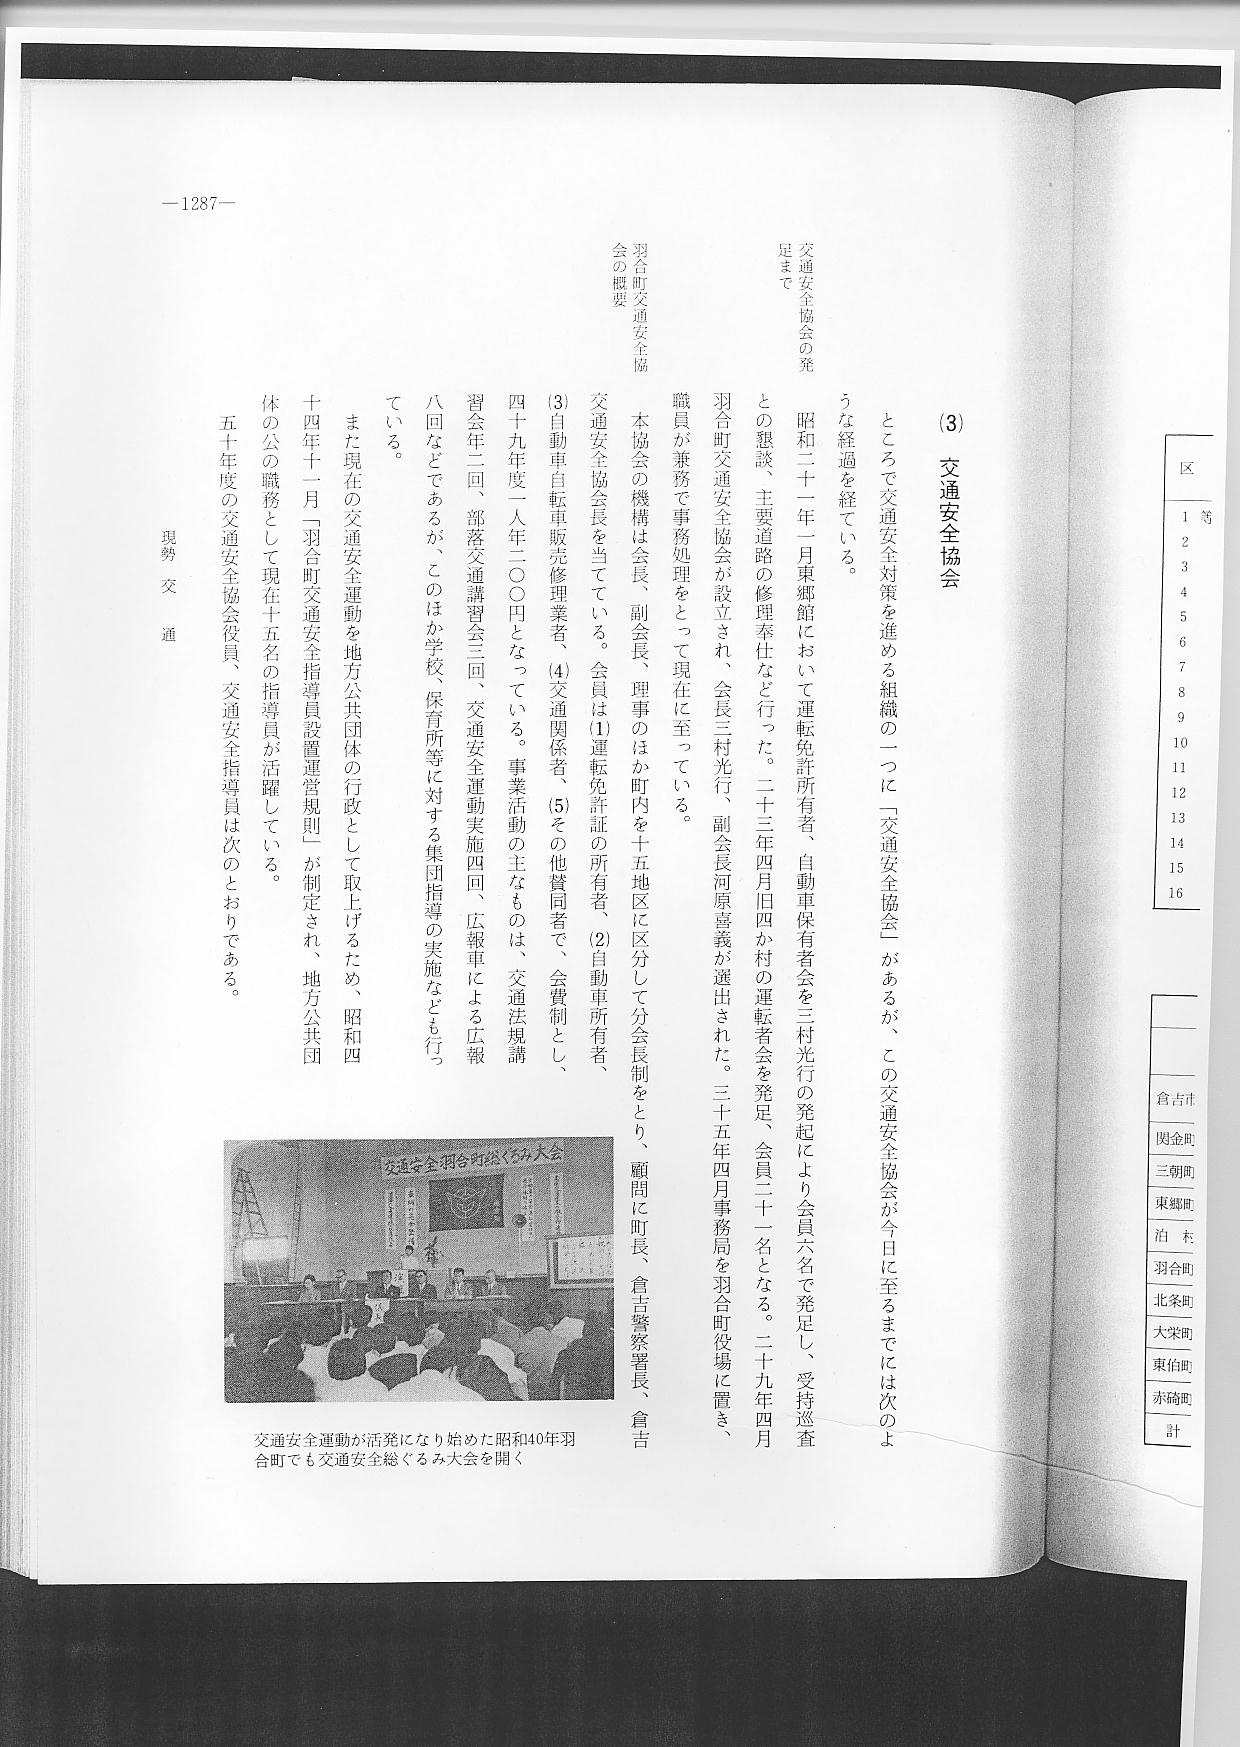 区
等
1
2
3
4
5
6
7
8
9
10
11
12
13
14
15
16
倉吉市
関金町
三朝町
東郷町
泊　村
羽合町
北条町
大栄町
東伯町
赤碕町
計
(3)　交通安全協会
ところで交通安全対策を進める組織の一つに「交通安全協会」があるが、この交通安全協会が今日に至るまでには次のよ
うな経過を経ている。
交通安全協会の発
足まで
昭和二十一年一月東郷館において運転免許所有者、自動車保有者会を三村光行の発起により会員六名で発足し、受持巡査
との懇談、主要道路の修理奉仕など行った。二十三年四月旧四か村の運転者会を発足、会員二十一名となる。二十九年四月
羽合町交通安全協会が設立され、会長三村光行、副会長河原喜義が選出された。三十五年四月事務局を羽合町役場に置き、
職員が兼務で事務処理をとって現在に至っている。
羽合町交通安全協
会の概要
本協会の機構は会長、副会長、理事のほか町内を十五地区に区分して分会長制をとり、顧問に町長、倉吉警察署長、倉吉
交通安全協会長を当てている。会員は(1)運転免許証の所有者、(2)自動車所有者、
(3)自動車自転車販売修理業者、(4)交通関係者、(5)その他賛同者で、会費制とし、
四十九年度一人年二〇〇円となっている。事業活動の主なものは、交通法規講
習会年二回、部落交通講習会三回、交通安全運動実施四回、広報車による広報
八回などであるが、このほか学校、保育所等に対する集団指導の実施なども行っ
ている。
また現在の交通安全運動を地方公共団体の行政として取上げるため、昭和四
十四年十一月「羽合町交通安全指導員設置運営規則」が制定され、地方公共団
体の公の職務として現在十五名の指導員が活躍している。
五十年度の交通安全協会役員、交通安全指導員は次のとおりである。
交通安全羽合町総ぐるみ大会
交通安全運動が活発になり始めた昭和40年羽
合町でも交通安全総ぐるみ大会を開く
現勢　交　通
—1287—